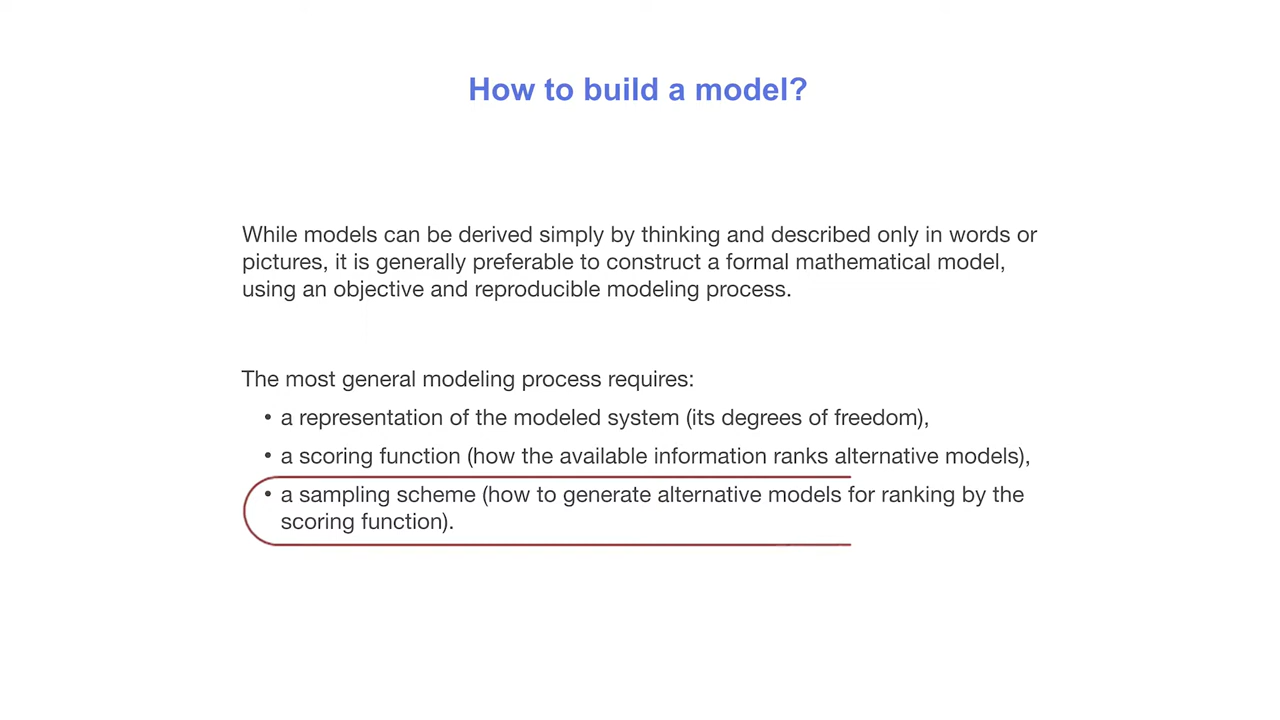 How to build a model?
While models can be derived simply by thinking and described only in words or
pictures, it is generally preferable to construct a formal mathematical model,
using an objective and reproducible modeling process.
The most general modeling process requires:
• a representation of the modeled system (its degrees of freedom),
• a scoring function (how the available information ranks alternative models),
• a sampling scheme (how to generate alternative models for ranking by the
scoring function).